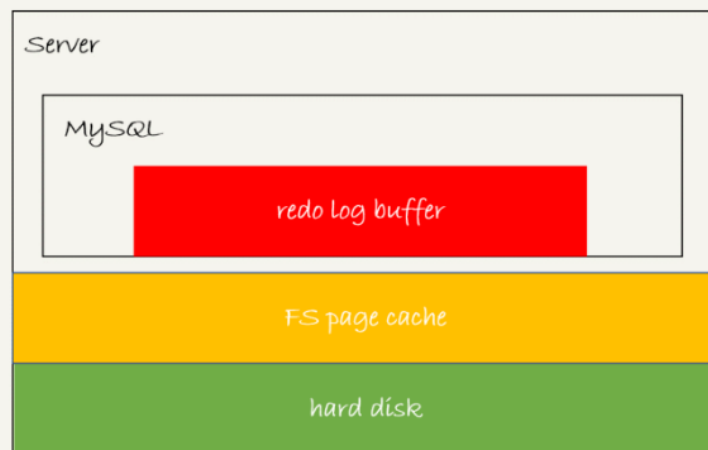 Server
MySQL
redo log buffer
FS page cache
hard disk